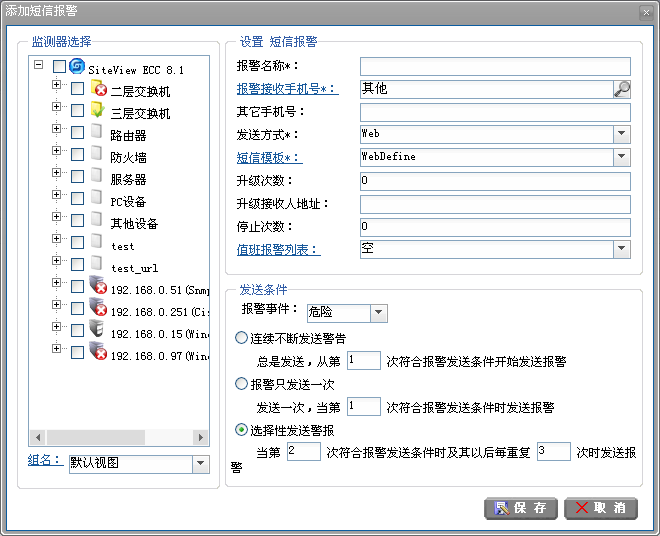 添加短信报警
监测器选择
SiteView ECC 8.1
二层交换机
三层交换机
路由器
防火墙
服务器
PC设备
其他设备
test
test_url
192.168.0.51(Snmp
192.168.0.251(Cis
192.168.0.15(Wind
192.168.0.97(Wind
组名： 默认视图
设置 短信报警
报警名称*：
报警接收手机号*： 其他
其它手机号：
发送方式*： Web
短信模板*： WebDefine
升级次数： 0
升级接收人地址：
停止次数： 0
值班报警列表： 空
发送条件
报警事件： 危险
连续不断发送警告
总是发送，从第 1 次符合报警发送条件开始发送报警
报警只发送一次
发送一次，当第 1 次符合报警发送条件时发送报警
选择性发送警报
当第 2 次符合报警发送条件时及其以后每重复 3 次时发送报
警
保 存 取 消